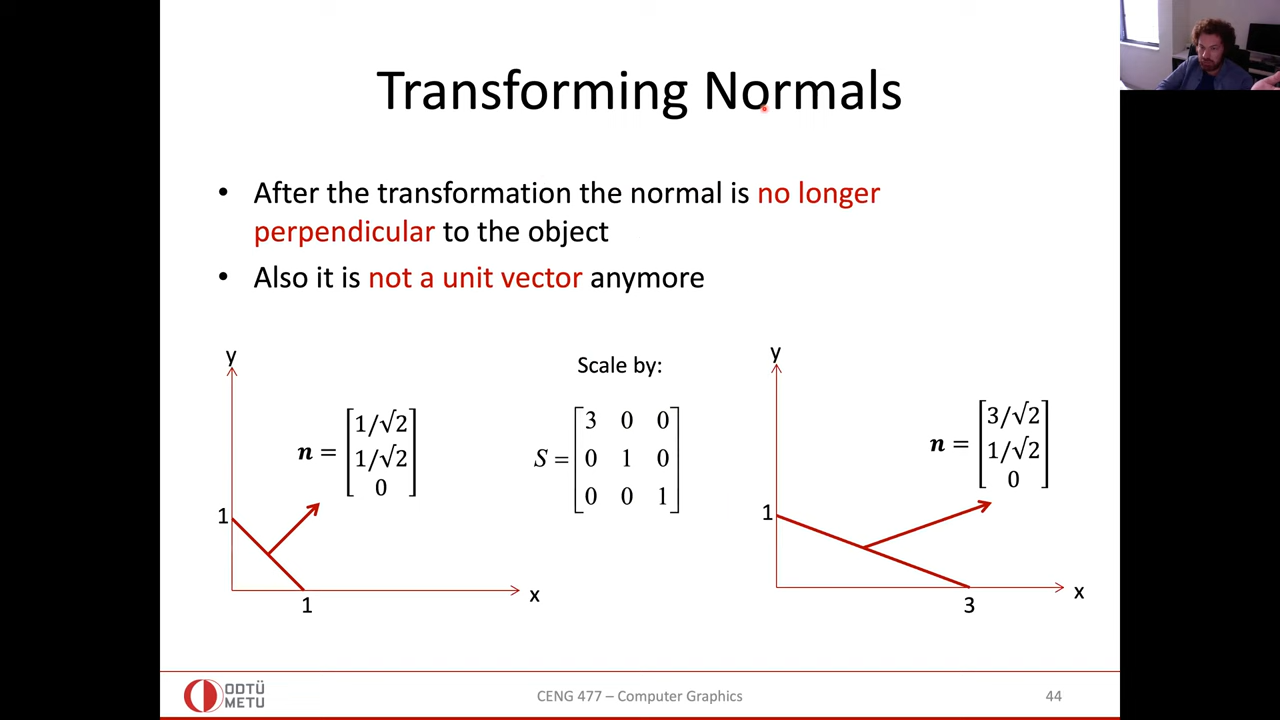 Transforming Normals
• After the transformation the normal is no longer
perpendicular to the object
• Also it is not a unit vector anymore
y
n = [1/√2
1/√2
0]
1
1
x
Scale by:
S = [3 0 0
0 1 0
0 0 1]
y
n = [3/√2
1/√2
0]
1
3
x
ODTÜ
METU
CENG 477 – Computer Graphics
44